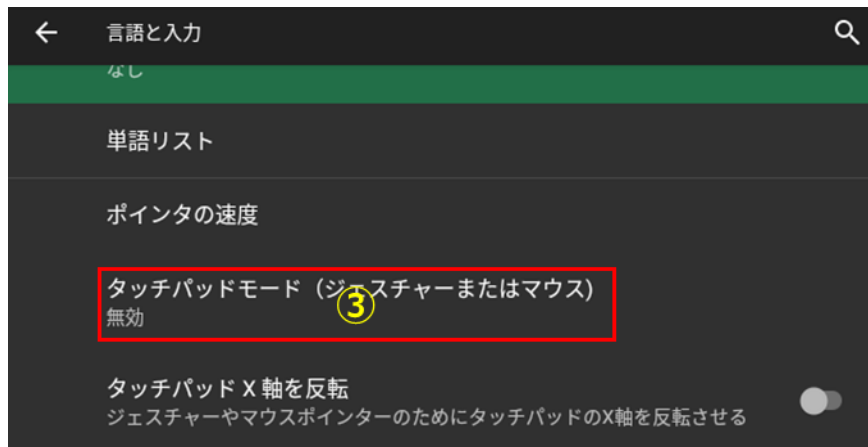 言語と入力
なし
単語リスト
ポインタの速度
タッチパッドモード（ジェスチャーまたはマウス)
③
無効
タッチパッド X 軸を反転
ジェスチャーやマウスポインターのためにタッチパッドのX軸を反転させる